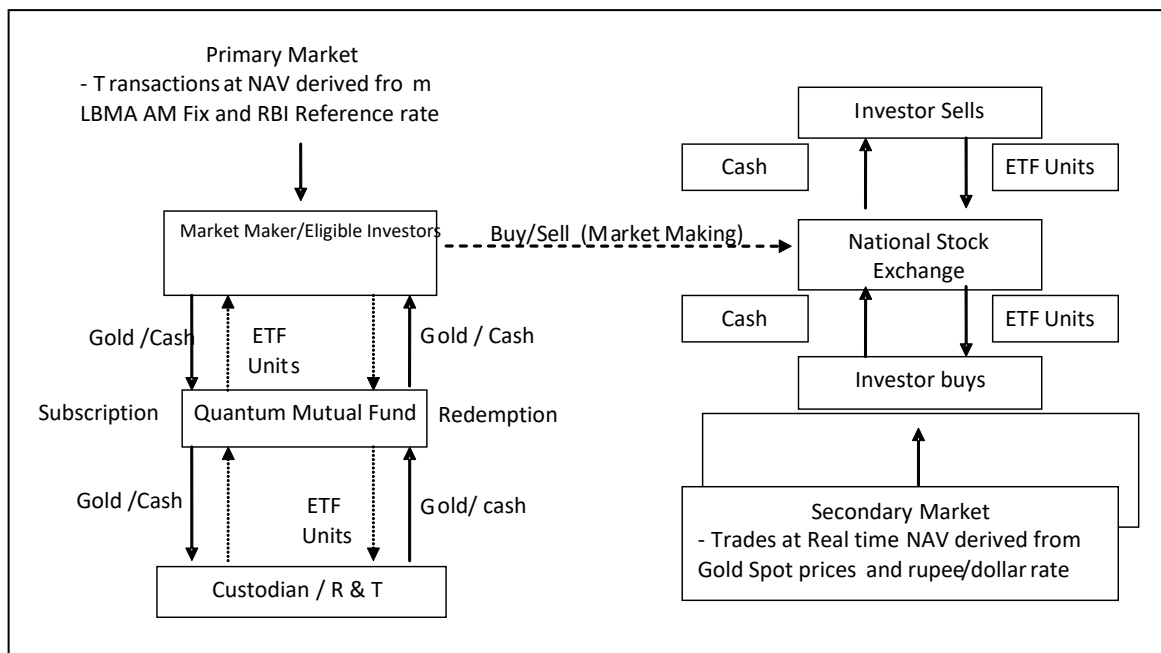 Primary Market
- T ransactions at NAV derived fro m
LBMA AM Fix and RBI Reference rate
Market Maker/Eligible Investors
Buy/Sell (Market Making)
Gold /Cash
ETF
Units
Gold / Cash
Subscription
Quantum Mutual Fund
Redemption
Gold /Cash
ETF
Units
Gold/ cash
Custodian / R & T
Investor Sells
Cash
ETF Units
National Stock
Exchange
Cash
ETF Units
Investor buys
Secondary Market
- Trades at Real time NAV derived from
Gold Spot prices and rupee/dollar rate